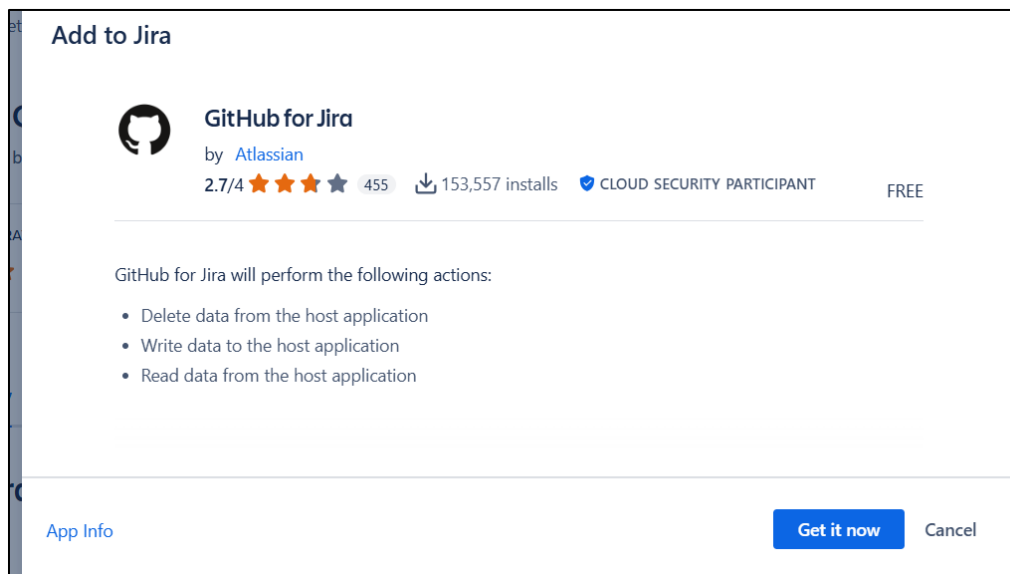 Add to Jira
GitHub for Jira
by Atlassian
2.7/4 455 153,557 installs CLOUD SECURITY PARTICIPANT
FREE
GitHub for Jira will perform the following actions:
• Delete data from the host application
• Write data to the host application
• Read data from the host application
App Info
Get it now Cancel